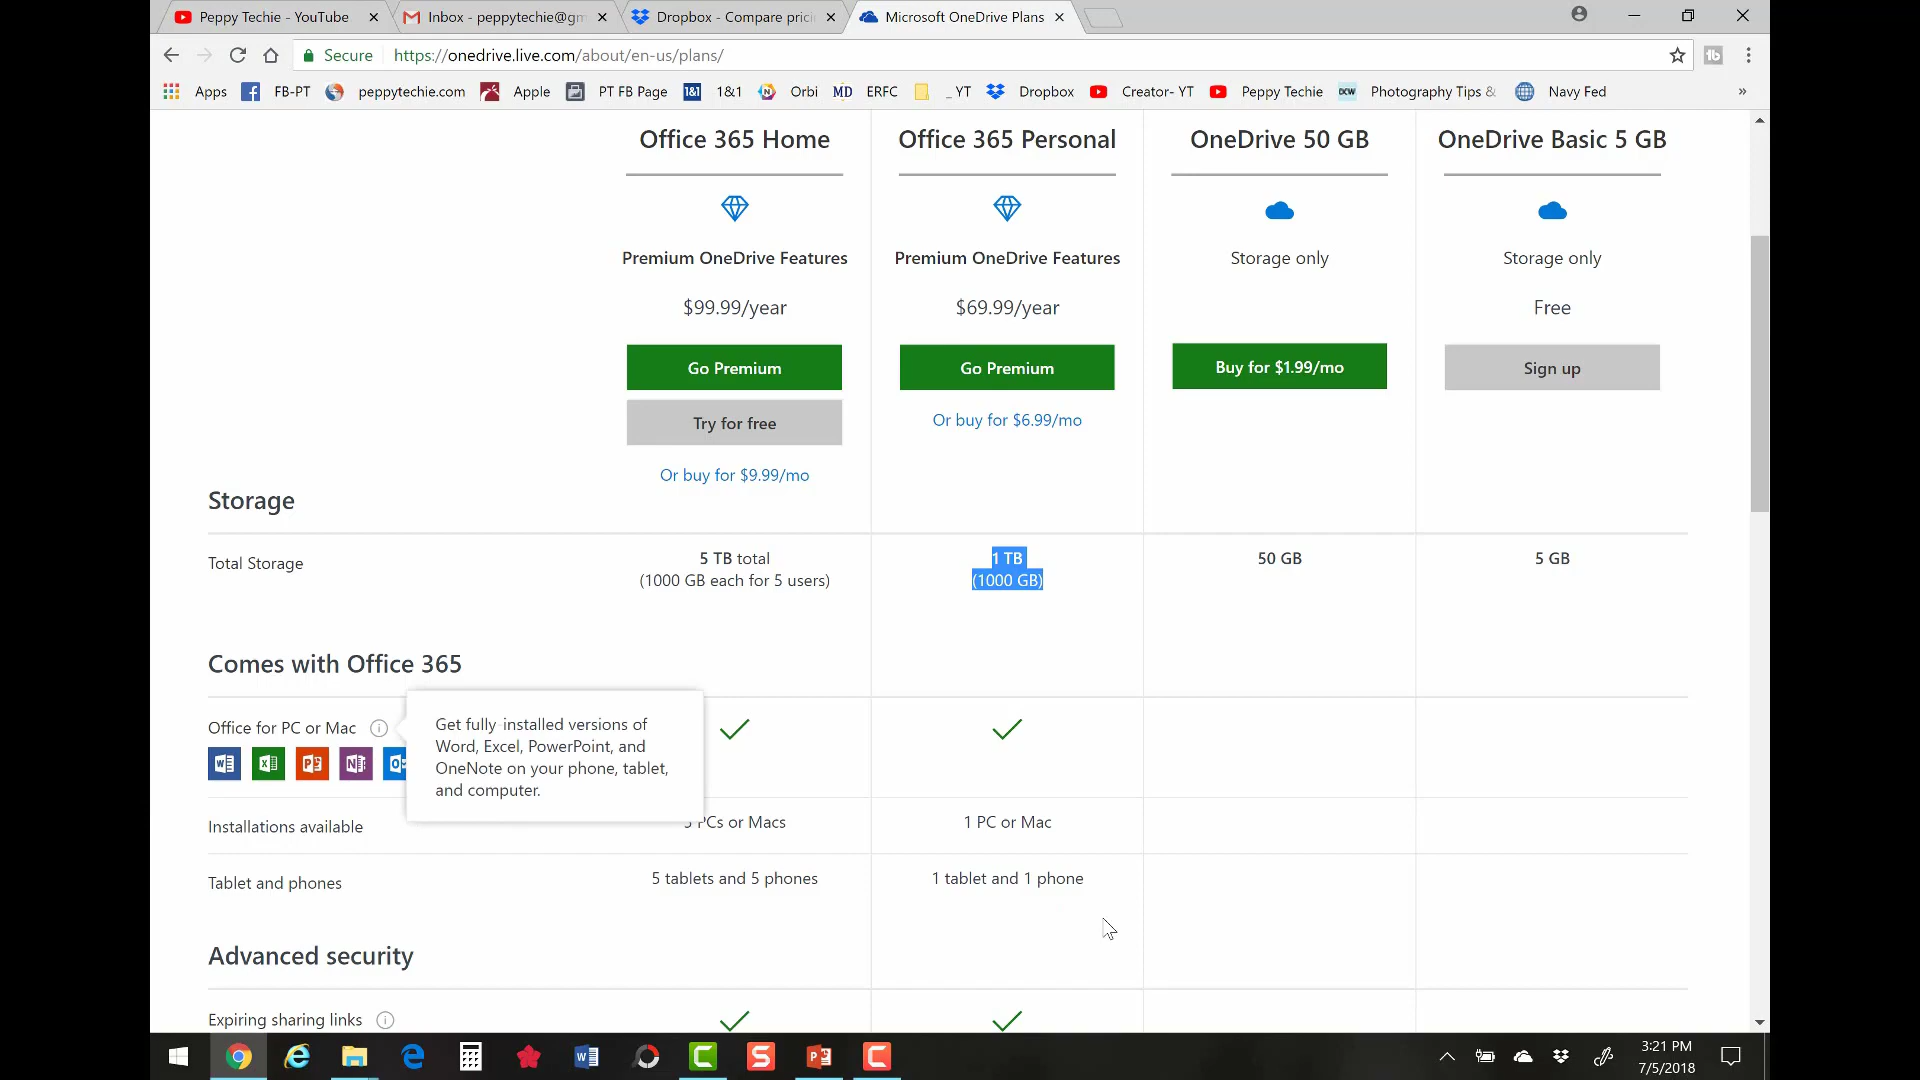 Peppy Techie - YouTube
Inbox - peppytechie@gm
Dropbox - Compare prici
Microsoft OneDrive Plans
Secure
https://onedrive.live.com/about/en-us/plans/
Apps
FB-PT
peppytechie.com
Apple
PT FB Page
1&1
1&1
Orbi
MD
ERFC
_ YT
Dropbox
Creator- YT
Peppy Techie
DCW
Photography Tips &
Navy Fed
»
Office 365 Home
Office 365 Personal
OneDrive 50 GB
OneDrive Basic 5 GB
Premium OneDrive Features
Premium OneDrive Features
Storage only
Storage only
$99.99/year
$69.99/year
Free
Go Premium
Go Premium
Buy for $1.99/mo
Sign up
Try for free
Or buy for $6.99/mo
Or buy for $9.99/mo
Storage
Total Storage
5 TB total
(1000 GB each for 5 users)
1 TB
(1000 GB)
50 GB
5 GB
Comes with Office 365
Office for PC or Mac
Get fully-installed versions of
Word, Excel, PowerPoint, and
OneNote on your phone, tablet,
and computer.
Installations available
PCs or Macs
1 PC or Mac
Tablet and phones
5 tablets and 5 phones
1 tablet and 1 phone
Advanced security
Expiring sharing links
3:21 PM
7/5/2018